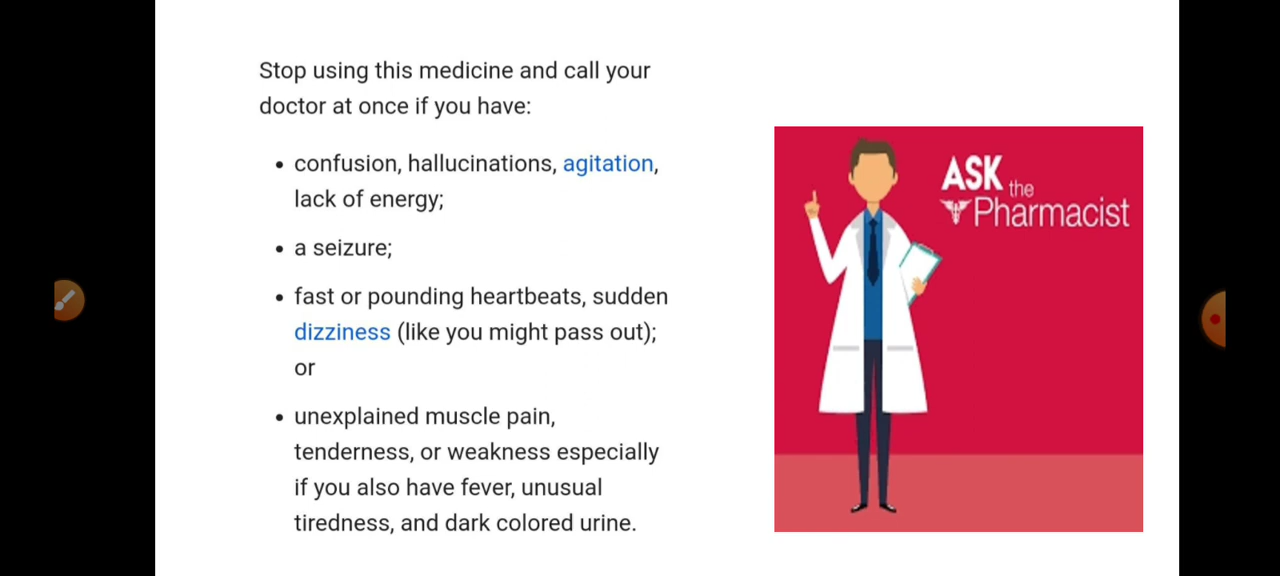 Stop using this medicine and call your
doctor at once if you have:
• confusion, hallucinations, agitation,
lack of energy;
• a seizure;
• fast or pounding heartbeats, sudden
dizziness (like you might pass out);
or
• unexplained muscle pain,
tenderness, or weakness especially
if you also have fever, unusual
tiredness, and dark colored urine.
ASK the
Pharmacist